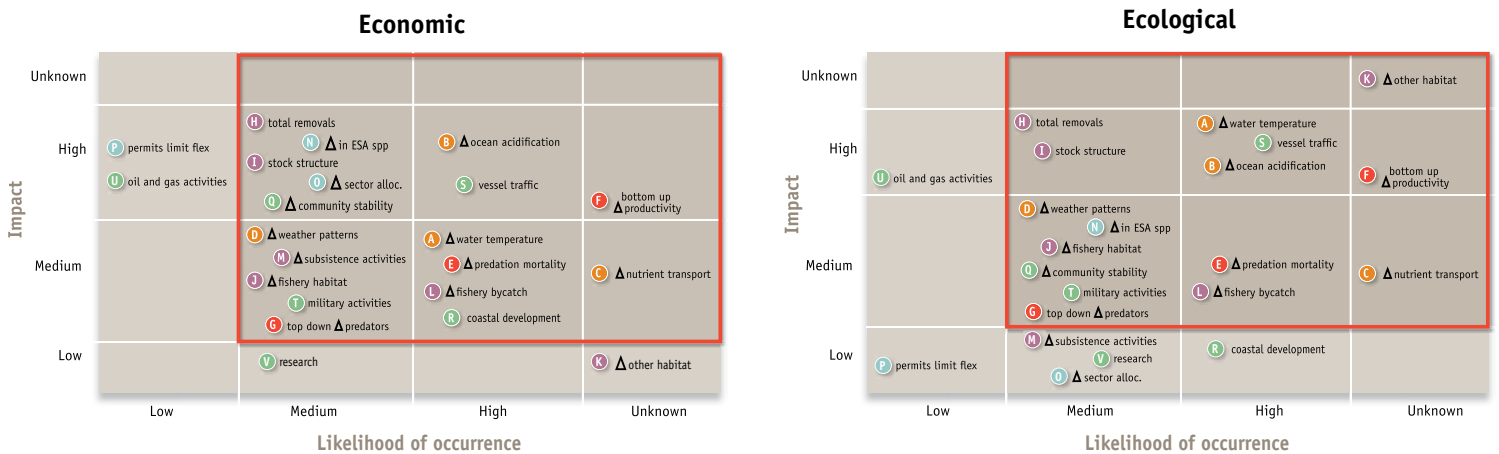 Economic
Unknown
High
Medium
Low
Impact
P permits limit flex
U oil and gas activities
H total removals
N Δ in ESA spp
I stock structure
O Δ sector alloc.
Q Δ community stability
B Δ ocean acidification
S vessel traffic
F bottom up
Δ productivity
D Δ weather patterns
M Δ subsistence activities
J Δ fishery habitat
T military activities
G top down Δ predators
A Δ water temperature
E Δ predation mortality
L Δ fishery bycatch
R coastal development
C Δ nutrient transport
V research
K Δ other habitat
Low
Medium
High
Unknown
Likelihood of occurrence
Ecological
Unknown
High
Medium
Low
Impact
K Δ other habitat
U oil and gas activities
H total removals
I stock structure
A Δ water temperature
S vessel traffic
B Δ ocean acidification
F bottom up
Δ productivity
D Δ weather patterns
N Δ in ESA spp
J Δ fishery habitat
Q Δ community stability
T military activities
G top down Δ predators
E Δ predation mortality
L Δ fishery bycatch
C Δ nutrient transport
P permits limit flex
M Δ subsistence activities
V research
O Δ sector alloc.
R coastal development
Low
Medium
High
Unknown
Likelihood of occurrence